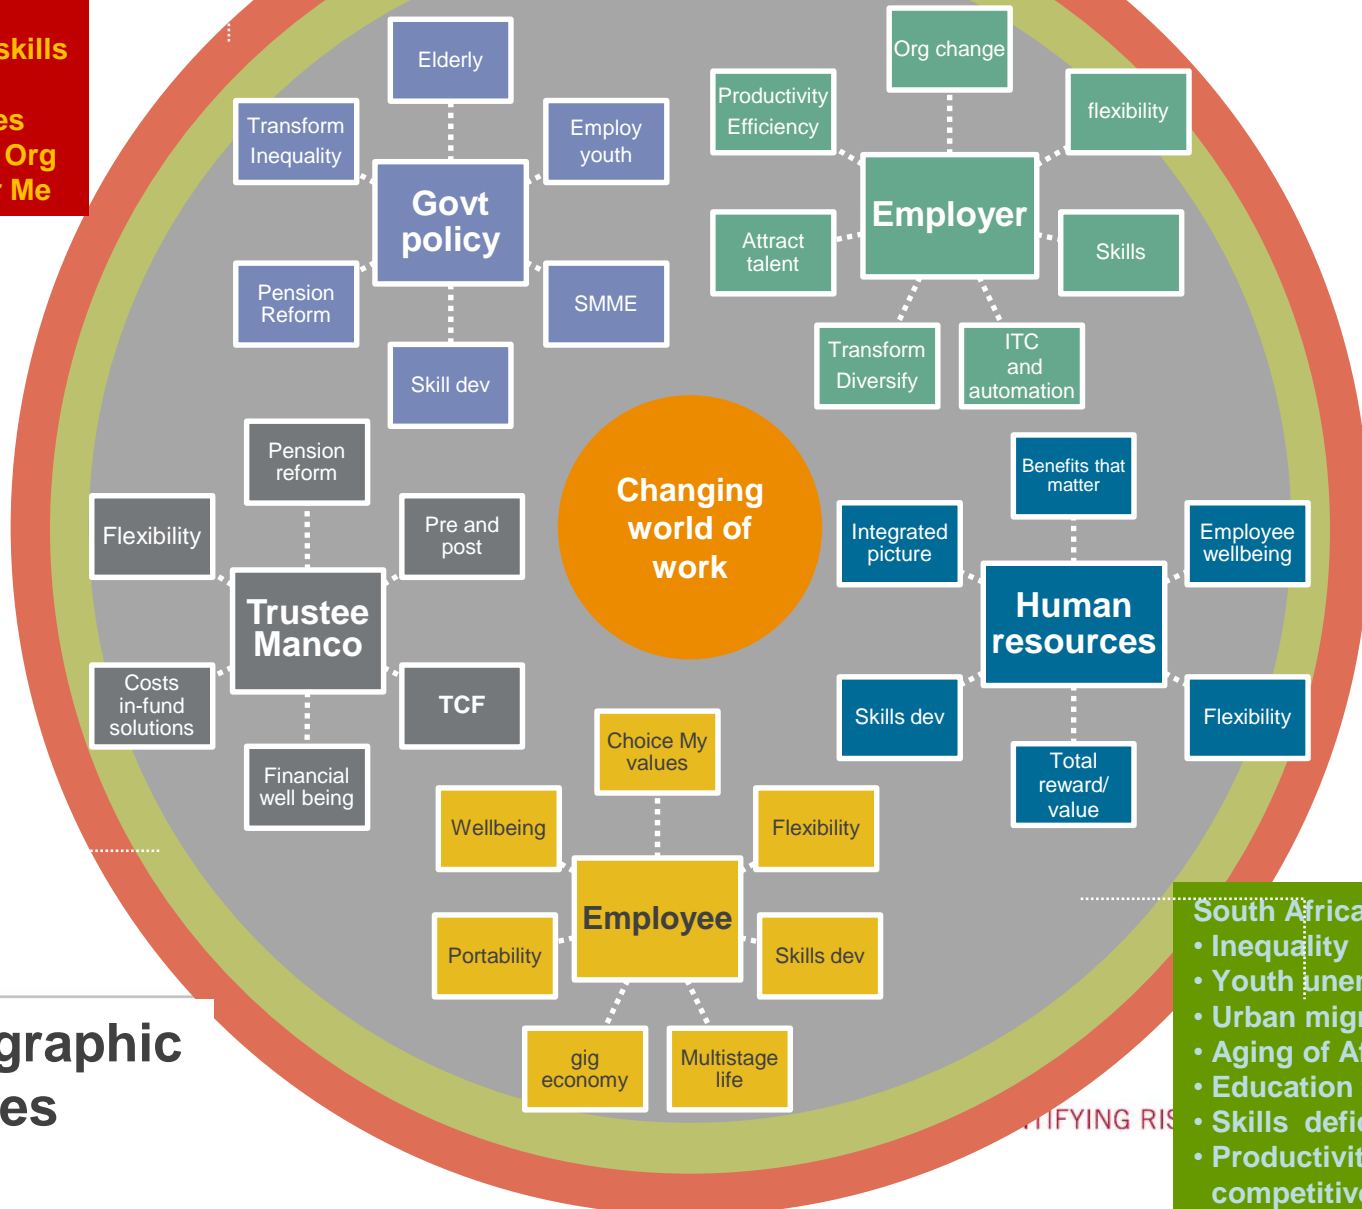 skills
Org
Me
Elderly
Transform
Inequality
Employ
youth
Govt
policy
Pension
Reform
SMME
Skill dev
Org change
Productivity
Efficiency
flexibility
Employer
Attract
talent
Skills
Transform
Diversify
ITC
and
automation
Changing
world of
work
Pension
reform
Flexibility
Pre and
post
Trustee
Manco
Costs
in-fund
solutions
TCF
Financial
well being
Benefits that
matter
Integrated
picture
Employee
wellbeing
Human
resources
Skills dev
Flexibility
Total
reward/
value
Choice My
values
Wellbeing
Flexibility
Employee
Portability
Skills dev
gig
economy
Multistage
life
South Africa
• Inequality
• Youth
• Urban
• Aging of
• Education
• Skills
•
graphic